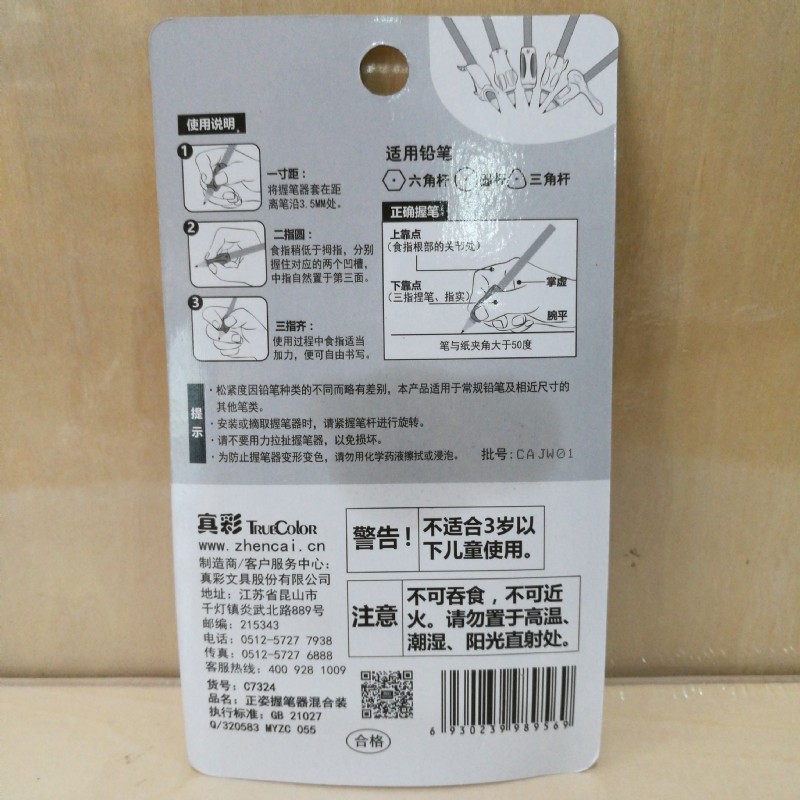 使用说明
1
一寸距：
将握笔器套在距
离笔沿3.5MM处。
2
二指圆：
食指稍低于拇指，分别
握住对应的两个凹槽，
中指自然置于第三面。
3
三指齐：
使用过程中食指适当
加力，便可自由书写。
适用铅笔
六角杆 圆杆 三角杆
正确握笔
上靠点
(食指根部的关节处)
下靠点
(三指捏笔、指实)
掌虚
腕平
笔与纸夹角大于50度
提示
·松紧度因铅笔种类的不同而略有差别，本产品适用于常规铅笔及相近尺寸的
其他笔类。
·安装或摘取握笔器时，请紧握笔杆进行旋转。
·请不要用力拉扯握笔器，以免损坏。
·为防止握笔器变形变色，请勿用化学药液擦拭或浸泡。
批号：CAJW01
真彩 TRUECOLOR
www.zhencai.cn
制造商/客户服务中心：
真彩文具股份有限公司
地址：江苏省昆山市
千灯镇炎武北路889号
邮编：215343
电话：0512-5727 7938
传真：0512-5727 6888
客服热线：400 928 1009
货号：C7324
品名：正姿握笔器混合装
执行标准：GB 21027
Q/320583 MYZC 055
警告！
不适合3岁以
下儿童使用。
注意
不可吞食，不可近
火。请勿置于高温、
潮湿、阳光直射处。
合格
6 930239 989569